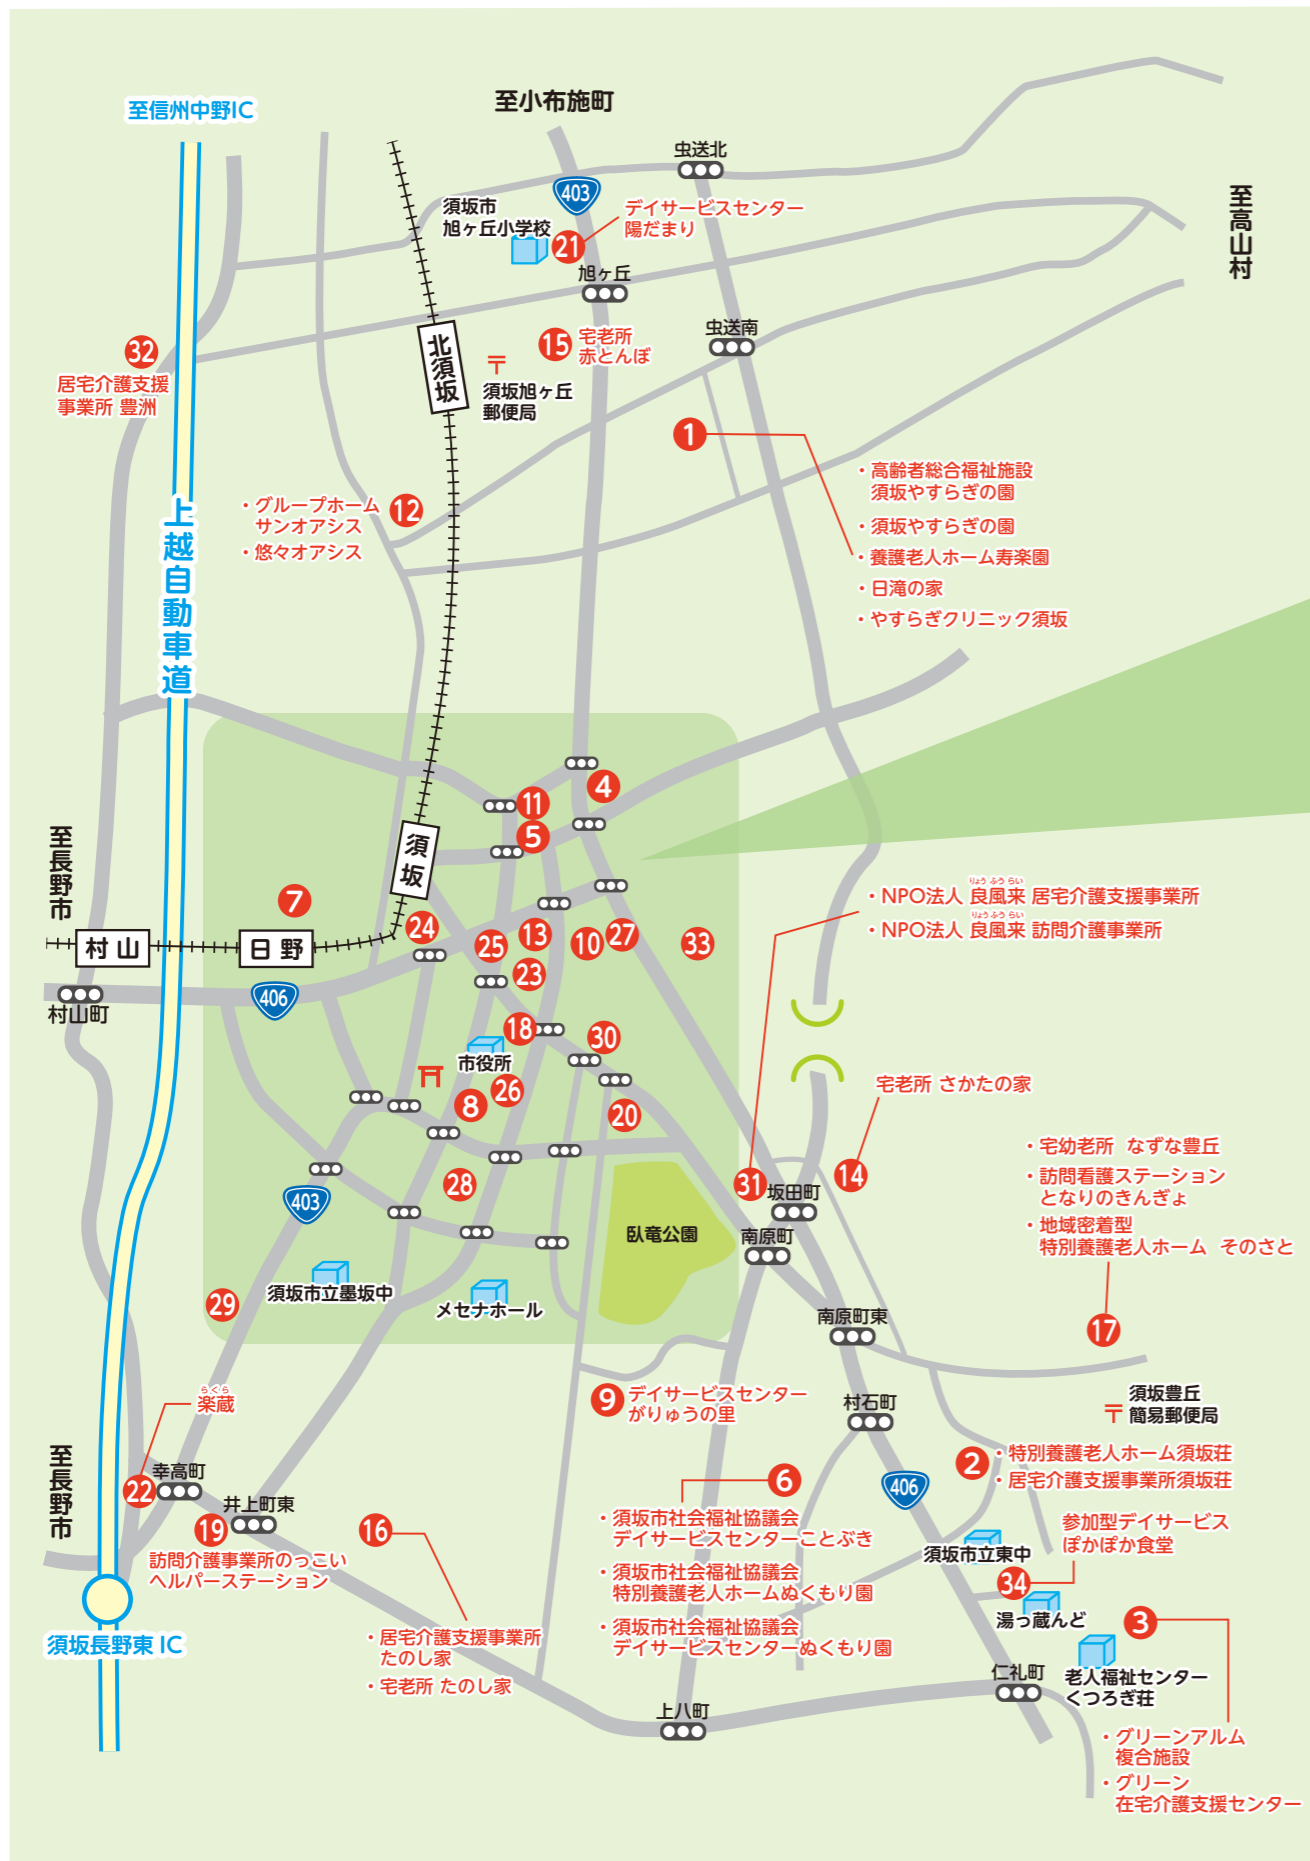 至信州中野IC
至小布施町
虫送北
403
須坂市
旭ヶ丘小学校
21
デイサービスセンター
陽だまり
至高山村
旭ヶ丘
虫送南
32
居宅介護支援
事業所 豊洲
北須坂
〒
須坂旭ヶ丘
郵便局
15
宅老所
赤とんぼ
1
・高齢者総合福祉施設
須坂やすらぎの園
・須坂やすらぎの園
・養護老人ホーム寿楽園
・日滝の家
・やすらぎクリニック須坂
・グループホーム
サンオアシス
・悠々オアシス
12
上越自動車道
4
11
5
須坂
至長野市
7
村山
日野
24
25
13
10
27
33
23
406
村山町
りょう ふう らい
・NPO法人 良風来 居宅介護支援事業所
りょう ふう らい
・NPO法人 良風来 訪問介護事業所
18
30
市役所
26
8
20
宅老所 さかたの家
14
31
坂田町
28
403
臥竜公園
南原町
・宅幼老所 なずな豊丘
・訪問看護ステーション
となりのきんぎょ
・地域密着型
特別養護老人ホーム そのさと
17
須坂市立墨坂中
メセナホール
29
南原町東
9
デイサービスセンター
がりゅうの里
村石町
〒
須坂豊丘
簡易郵便局
らくら
楽蔵
至長野市
22
幸高町
19
井上町東
訪問介護事業所のっこい
ヘルパーステーション
16
・居宅介護支援事業所
たのし家
・宅老所 たのし家
6
・須坂市社会福祉協議会
デイサービスセンターことぶき
・須坂市社会福祉協議会
特別養護老人ホームぬくもり園
・須坂市社会福祉協議会
デイサービスセンターぬくもり園
2
・特別養護老人ホーム須坂荘
・居宅介護支援事業所須坂荘
406
須坂市立東中
参加型デイサービス
ぽかぽか食堂
34
湯っ蔵んど
3
老人福祉センター
くつろぎ荘
仁礼町
上八町
須坂長野東 IC
・グリーンアルム
複合施設
・グリーン
在宅介護支援センター